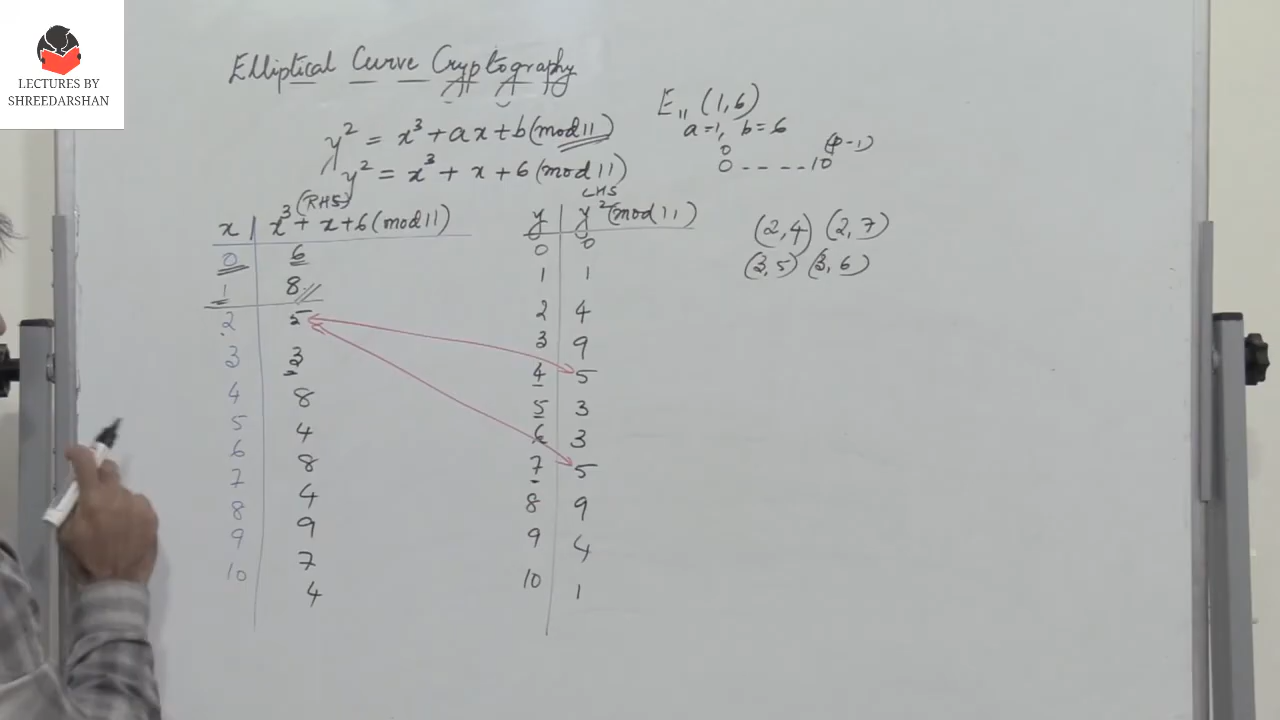 LECTURES BY
SHREEDARSHAN
Elliptical Curve Cryptography
y² = x³ + ax + b (mod 11)
y² = x³ + x + 6 (mod 11)
E₁₁ (1, 6)
a = 1, b = 6
0 (p-1)
0 - - - - 10
(RHS)
x | x³ + x + 6 (mod 11)
0 6
1 8
2 5
3 3
4 8
5 4
6 8
7 4
8 9
9 7
10 4
LHS
y | y² (mod 11)
0 0
1 1
2 4
3 9
4 5
5 3
6 3
7 5
8 9
9 4
10 1
(2,4) (2,7)
(3,5) (3,6)